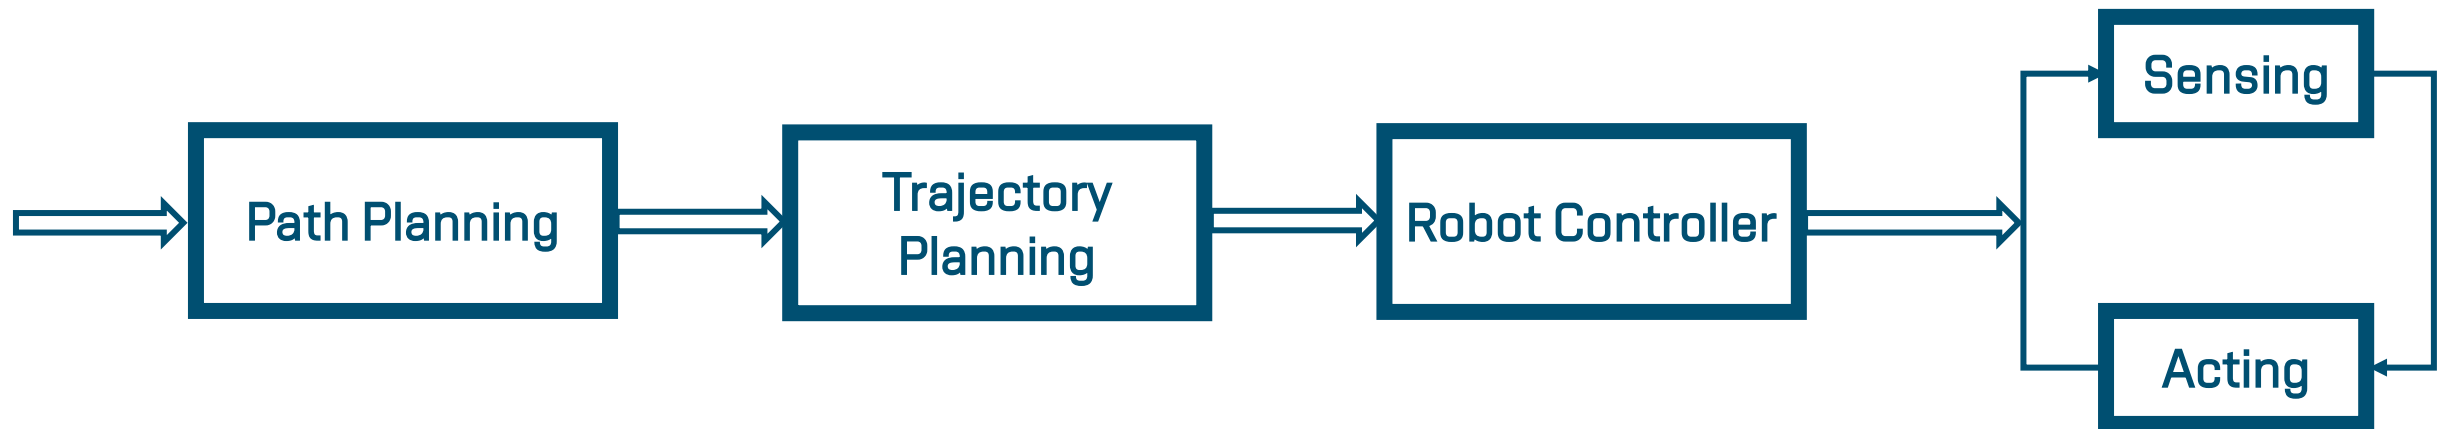 Path Planning
Trajectory
Planning
Robot Controller
Sensing
Acting